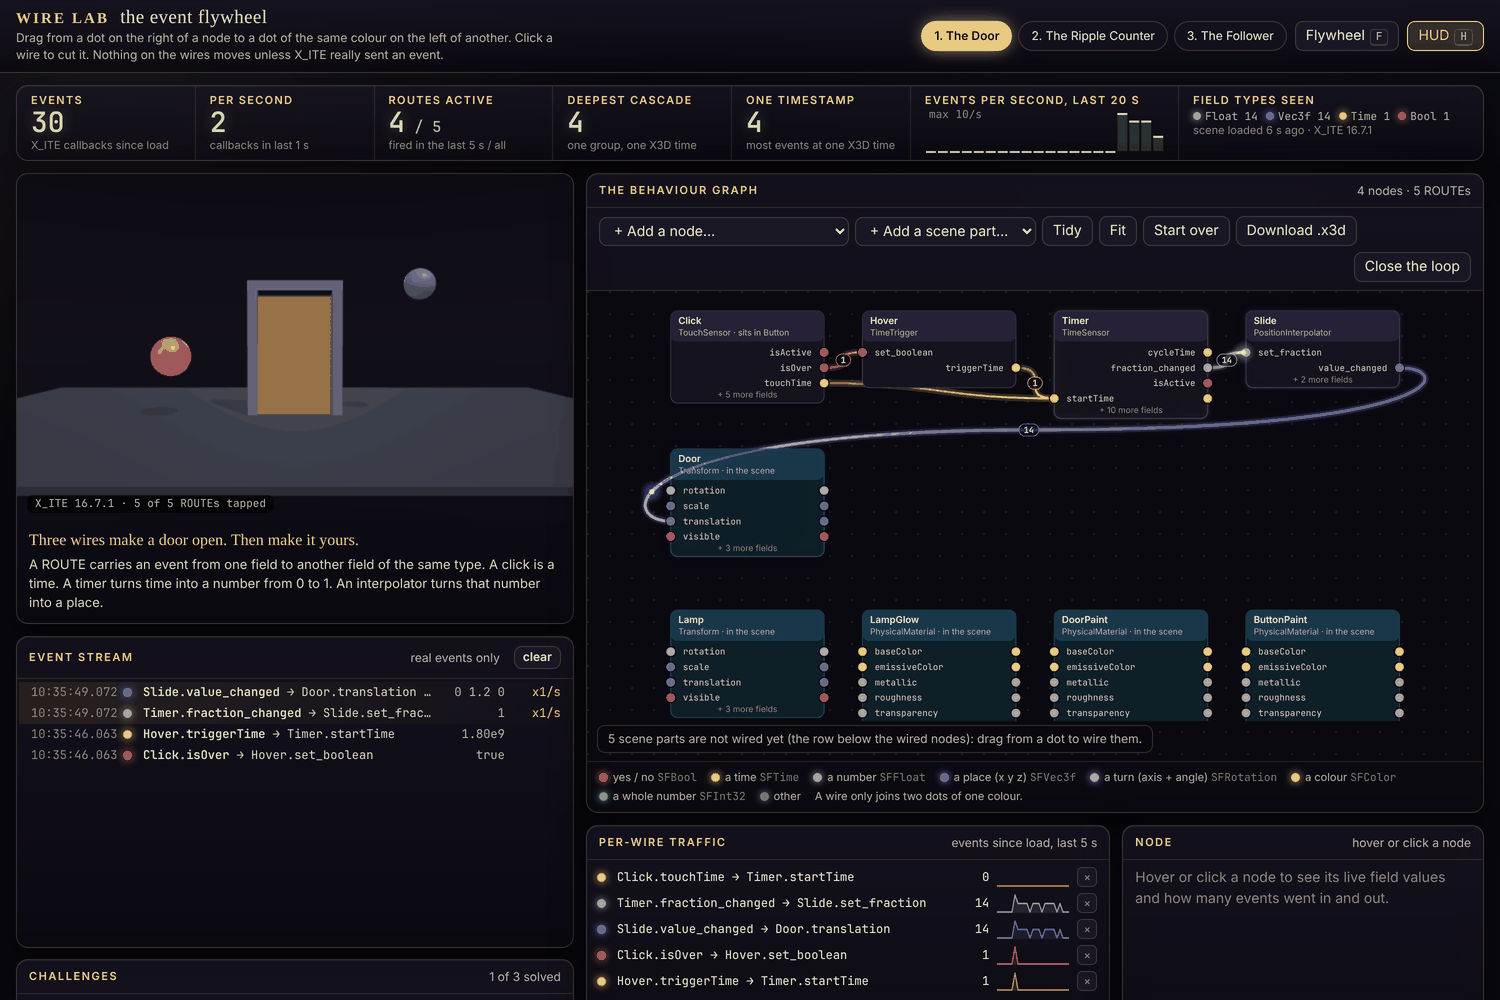 WIRE LAB the event flywheel
Drag from a dot on the right of a node to a dot of the same colour on the left of another. Click a
wire to cut it. Nothing on the wires moves unless X_ITE really sent an event.
1. The Door
2. The Ripple Counter
3. The Follower
Flywheel F
HUD H
EVENTS
30
X_ITE callbacks since load
PER SECOND
2
callbacks in last 1 s
ROUTES ACTIVE
4 / 5
fired in the last 5 s / all
DEEPEST CASCADE
4
one group, one X3D time
ONE TIMESTAMP
4
most events at one X3D time
EVENTS PER SECOND, LAST 20 S
max 10/s
FIELD TYPES SEEN
Float 14 Vec3f 14 Time 1 Bool 1
scene loaded 6 s ago · X_ITE 16.7.1
X_ITE 16.7.1 · 5 of 5 ROUTEs tapped
Three wires make a door open. Then make it yours.
A ROUTE carries an event from one field to another field of the same type. A click is a
time. A timer turns time into a number from 0 to 1. An interpolator turns that number
into a place.
EVENT STREAM
real events only
clear
10:35:49.072 Slide.value_changed → Door.translation … 0 1.2 0 x1/s
10:35:49.072 Timer.fraction_changed → Slide.set_frac… 1 x1/s
10:35:46.063 Hover.triggerTime → Timer.startTime 1.80e9
10:35:46.063 Click.isOver → Hover.set_boolean true
CHALLENGES
1 of 3 solved
THE BEHAVIOUR GRAPH
4 nodes · 5 ROUTEs
+ Add a node...
+ Add a scene part...
Tidy
Fit
Start over
Download .x3d
Close the loop
Click
TouchSensor · sits in Button
isActive
isOver
touchTime
+ 5 more fields
1
Hover
TimeTrigger
set_boolean
triggerTime
1
Timer
TimeSensor
cycleTime
fraction_changed
isActive
startTime
+ 10 more fields
14
Slide
PositionInterpolator
set_fraction
value_changed
+ 2 more fields
14
Door
Transform · in the scene
rotation
scale
translation
visible
+ 3 more fields
Lamp
Transform · in the scene
rotation
scale
translation
visible
+ 3 more fields
LampGlow
PhysicalMaterial · in the scene
baseColor
emissiveColor
metallic
roughness
transparency
DoorPaint
PhysicalMaterial · in the scene
baseColor
emissiveColor
metallic
roughness
transparency
ButtonPaint
PhysicalMaterial · in the scene
baseColor
emissiveColor
metallic
roughness
transparency
5 scene parts are not wired yet (the row below the wired nodes): drag from a dot to wire them.
yes / no SFBool a time SFTime a number SFFloat a place (x y z) SFVec3f a turn (axis + angle) SFRotation a colour SFColor
a whole number SFInt32 other A wire only joins two dots of one colour.
PER-WIRE TRAFFIC
events since load, last 5 s
Click.touchTime → Timer.startTime 0 ×
Timer.fraction_changed → Slide.set_fraction 14 ×
Slide.value_changed → Door.translation 14 ×
Click.isOver → Hover.set_boolean 1 ×
Hover.triggerTime → Timer.startTime 1 ×
NODE
hover or click a node
Hover or click a node to see its live field values
and how many events went in and out.